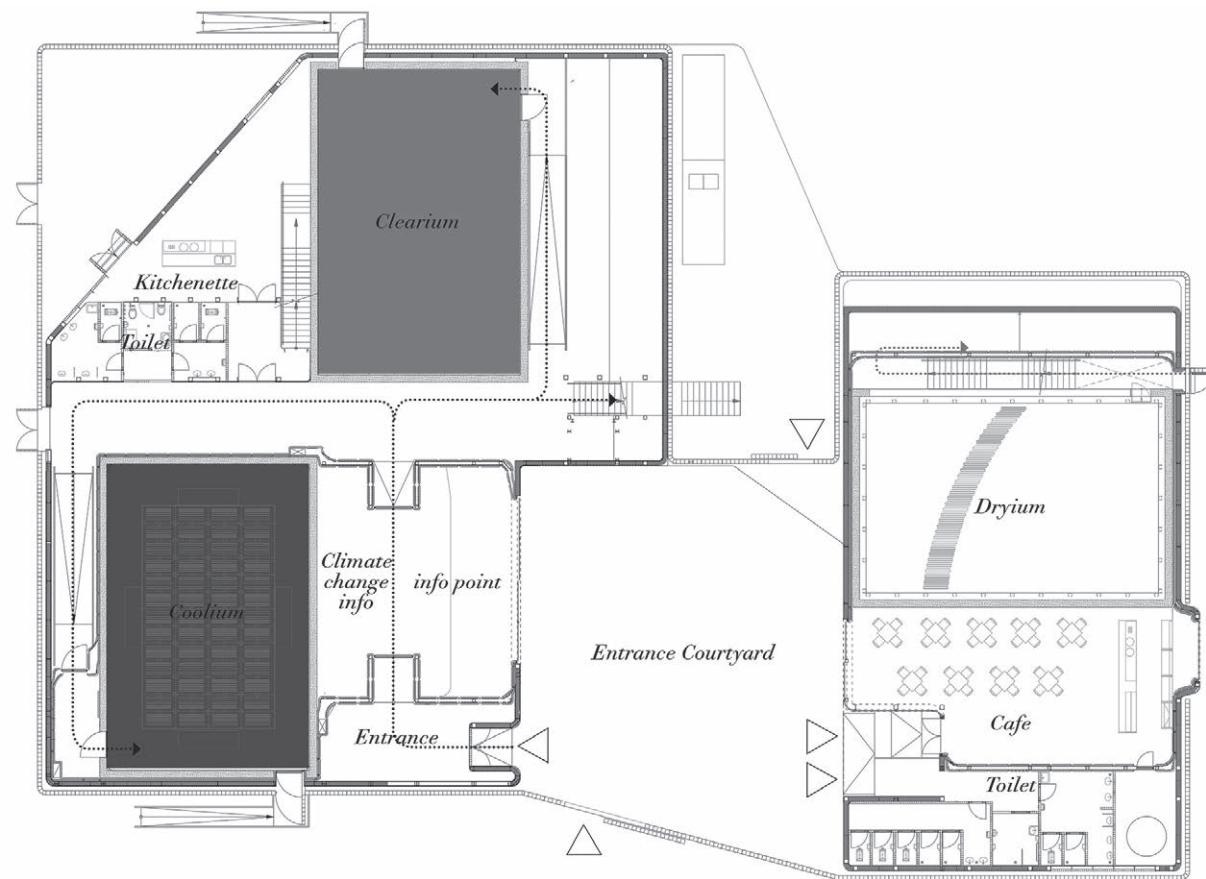 Clearium
Kitchenette
Toilet
Dryium
Climate
change
info
info point
Coolium
Entrance Courtyard
Cafe
Entrance
Toilet